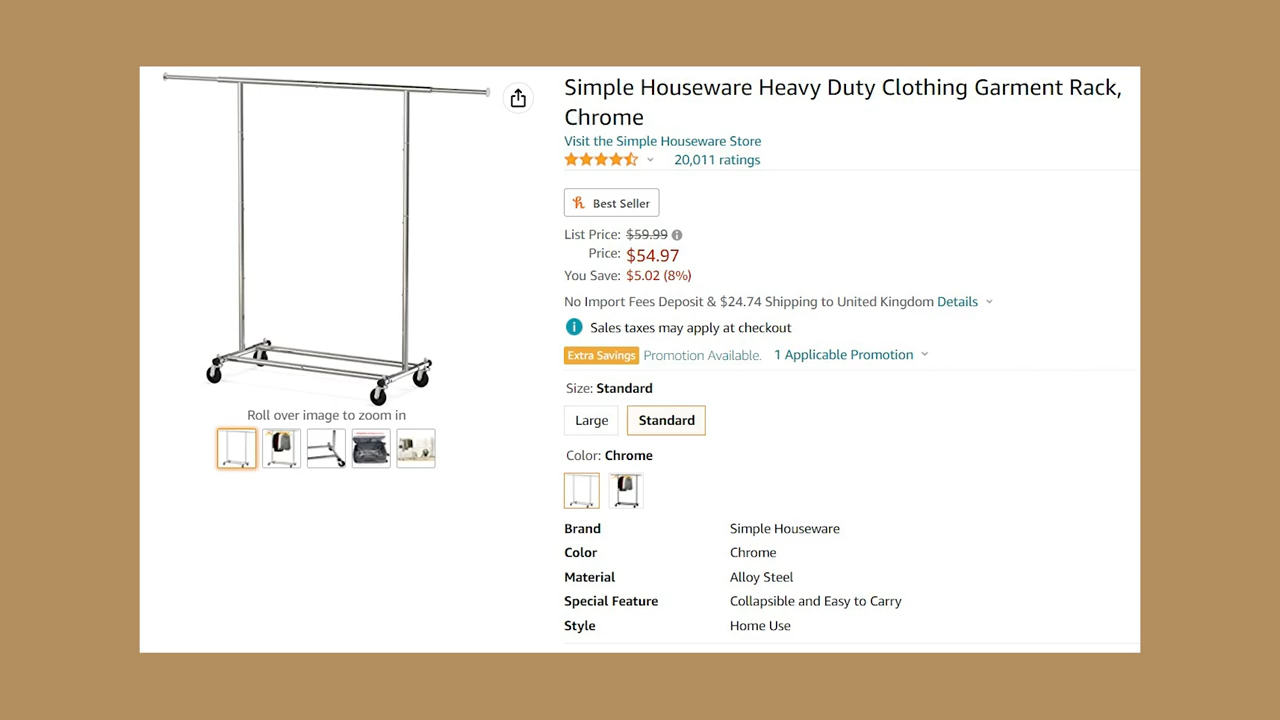 Simple Houseware Heavy Duty Clothing Garment Rack,
Chrome
Visit the Simple Houseware Store
20,011 ratings
Best Seller
List Price: $59.99
Price: $54.97
You Save: $5.02 (8%)
No Import Fees Deposit & $24.74 Shipping to United Kingdom Details
Sales taxes may apply at checkout
Extra Savings Promotion Available. 1 Applicable Promotion
Size: Standard
Large Standard
Color: Chrome
Brand Simple Houseware
Color Chrome
Material Alloy Steel
Special Feature Collapsible and Easy to Carry
Style Home Use
Roll over image to zoom in